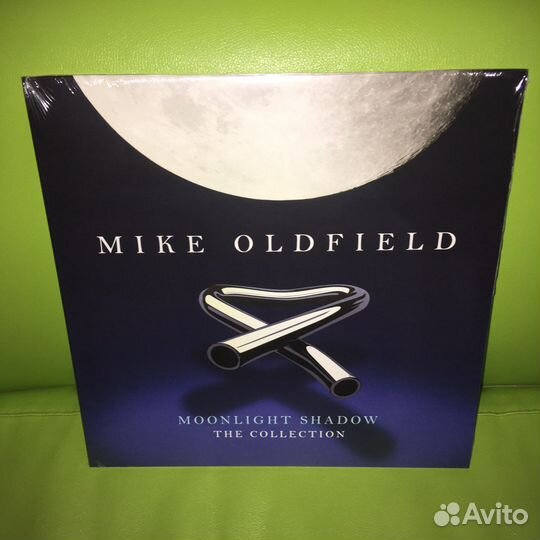 MIKE OLDFIELD
MOONLIGHT SHADOW
THE COLLECTION
Avito